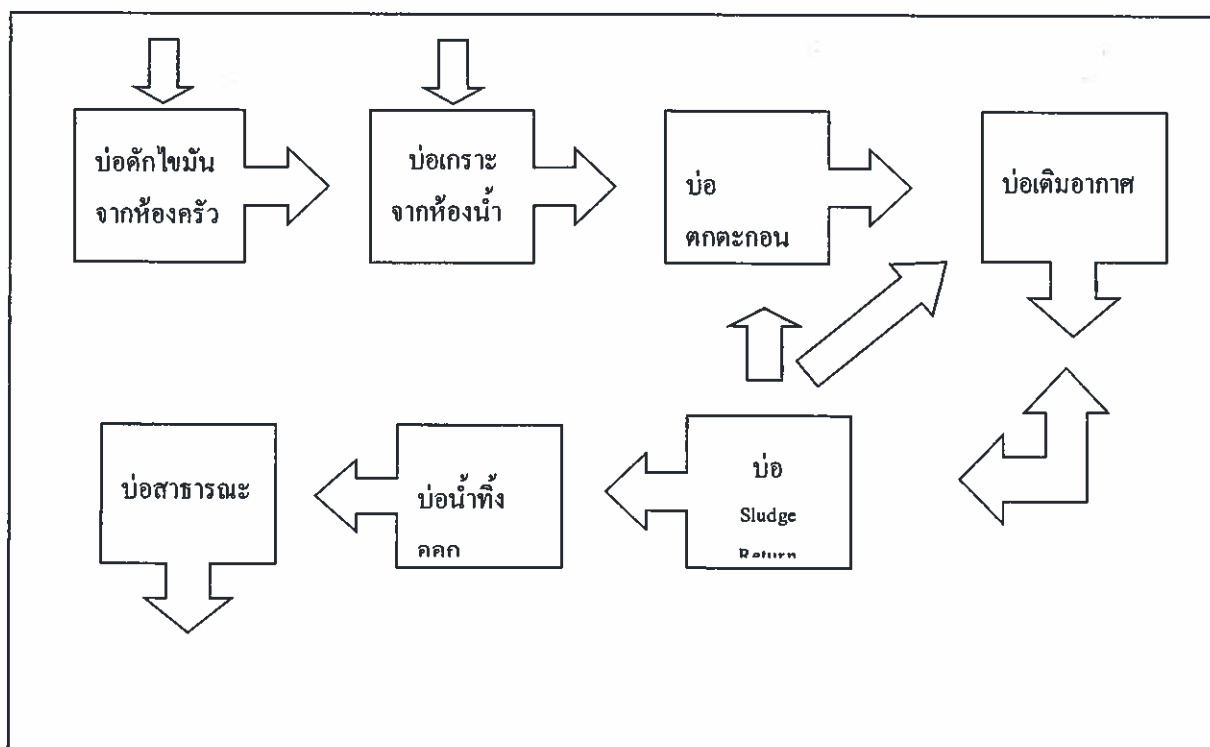 บ่อดักไขมัน
จากห้องครัว
บ่อเกราะ
จากห้องน้ำ
บ่อ
ตกตะกอน
บ่อเติมอากาศ
บ่อสาธารณะ
บ่อน้ำทิ้ง
บ่อ
Sludge
Return